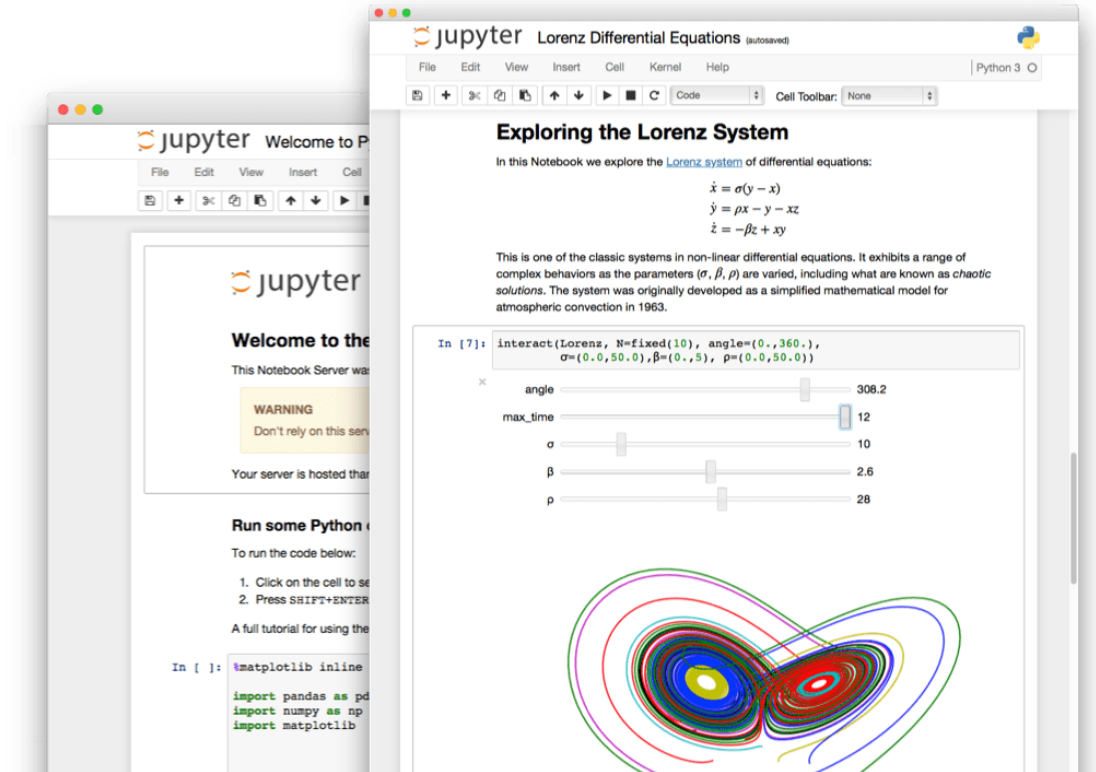 jupyter Lorenz Differential Equations (autosaved)
File Edit View Insert Cell Kernel Help Python 3
Code Cell Toolbar: None
Exploring the Lorenz System
In this Notebook we explore the Lorenz system of differential equations:
ẋ = σ(y − x)
ẏ = ρx − y − xz
ż = −βz + xy
This is one of the classic systems in non-linear differential equations. It exhibits a range of
complex behaviors as the parameters (σ, β, ρ) are varied, including what are known as chaotic
solutions. The system was originally developed as a simplified mathematical model for
atmospheric convection in 1963.
In [7]: interact(Lorenz, N=fixed(10), angle=(0.,360.),
σ=(0.0,50.0),β=(0.,5), ρ=(0.0,50.0))
angle 308.2
max_time 12
σ 10
β 2.6
ρ 28
jupyter Welcome to P
File Edit View Insert Cell
jupyter
Welcome to the
This Notebook Server was
WARNING
Don't rely on this serv
Your server is hosted than
Run some Python c
To run the code below:
1. Click on the cell to se
2. Press SHIFT+ENTER
A full tutorial for using the
In [ ]: %matplotlib inline
import pandas as pd
import numpy as np
import matplotlib